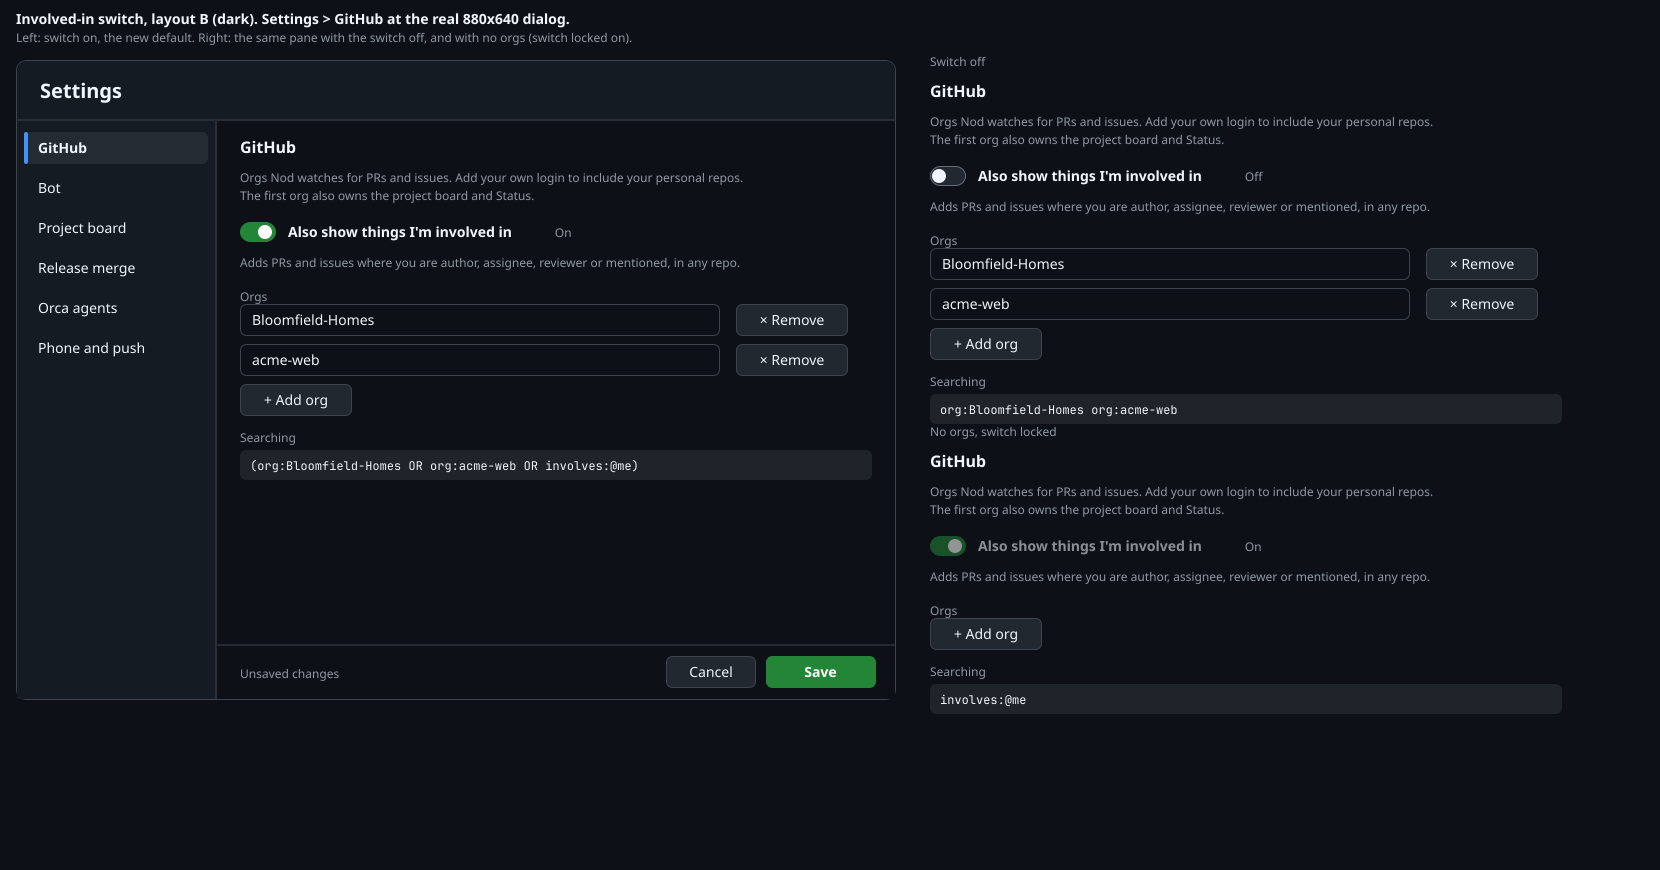 Involved-in switch, layout B (dark). Settings > GitHub at the real 880x640 dialog.
Left: switch on, the new default. Right: the same pane with the switch off, and with no orgs (switch locked on).
Settings
GitHub
Bot
Project board
Release merge
Orca agents
Phone and push
GitHub
Orgs Nod watches for PRs and issues. Add your own login to include your personal repos.
The first org also owns the project board and Status.
Also show things I'm involved in On
Adds PRs and issues where you are author, assignee, reviewer or mentioned, in any repo.
Orgs
Bloomfield-Homes × Remove
acme-web × Remove
+ Add org
Searching
(org:Bloomfield-Homes OR org:acme-web OR involves:@me)
Unsaved changes Cancel Save
Switch off
GitHub
Orgs Nod watches for PRs and issues. Add your own login to include your personal repos.
The first org also owns the project board and Status.
Also show things I'm involved in Off
Adds PRs and issues where you are author, assignee, reviewer or mentioned, in any repo.
Orgs
Bloomfield-Homes × Remove
acme-web × Remove
+ Add org
Searching
org:Bloomfield-Homes org:acme-web
No orgs, switch locked
GitHub
Orgs Nod watches for PRs and issues. Add your own login to include your personal repos.
The first org also owns the project board and Status.
Also show things I'm involved in On
Adds PRs and issues where you are author, assignee, reviewer or mentioned, in any repo.
Orgs
+ Add org
Searching
involves:@me